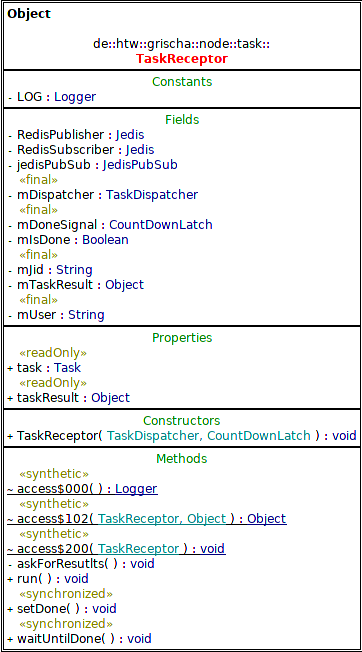 Object
de::htw::grischa::node::task::
TaskReceptor
Constants
- LOG : Logger
Fields
- RedisPublisher : Jedis
- RedisSubscriber : Jedis
- jedisPubSub : JedisPubSub
«final»
- mDispatcher : TaskDispatcher
«final»
- mDoneSignal : CountDownLatch
- mIsDone : Boolean
«final»
- mJid : String
- mTaskResult : Object
«final»
- mUser : String
Properties
«readOnly»
+ task : Task
«readOnly»
+ taskResult : Object
Constructors
+ TaskReceptor( TaskDispatcher, CountDownLatch ) : void
Methods
«synthetic»
~ access$000( ) : Logger
«synthetic»
~ access$102( TaskReceptor, Object ) : Object
«synthetic»
~ access$200( TaskReceptor ) : void
- askForResutlts( ) : void
+ run( ) : void
«synchronized»
+ setDone( ) : void
«synchronized»
+ waitUntilDone( ) : void